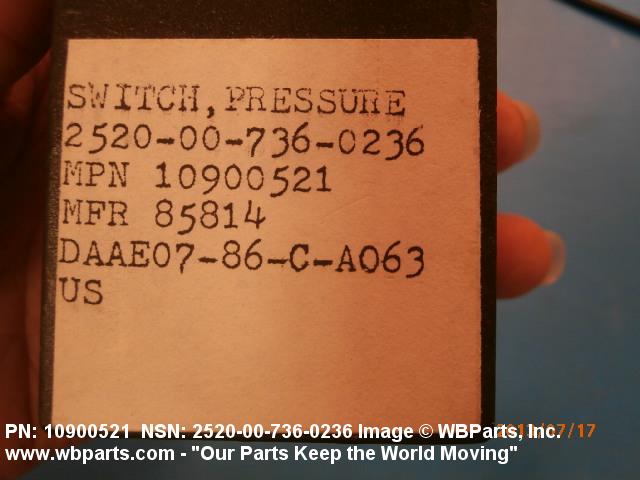 SWITCH,PRESSURE
2520-00-736-0236
MPN 10900521
MFR 85814
DAAE07-86-C-A063
US
PN: 10900521 NSN: 2520-00-736-0236 Image © WBParts, Inc.
www.wbparts.com - "Our Parts Keep the World Moving"